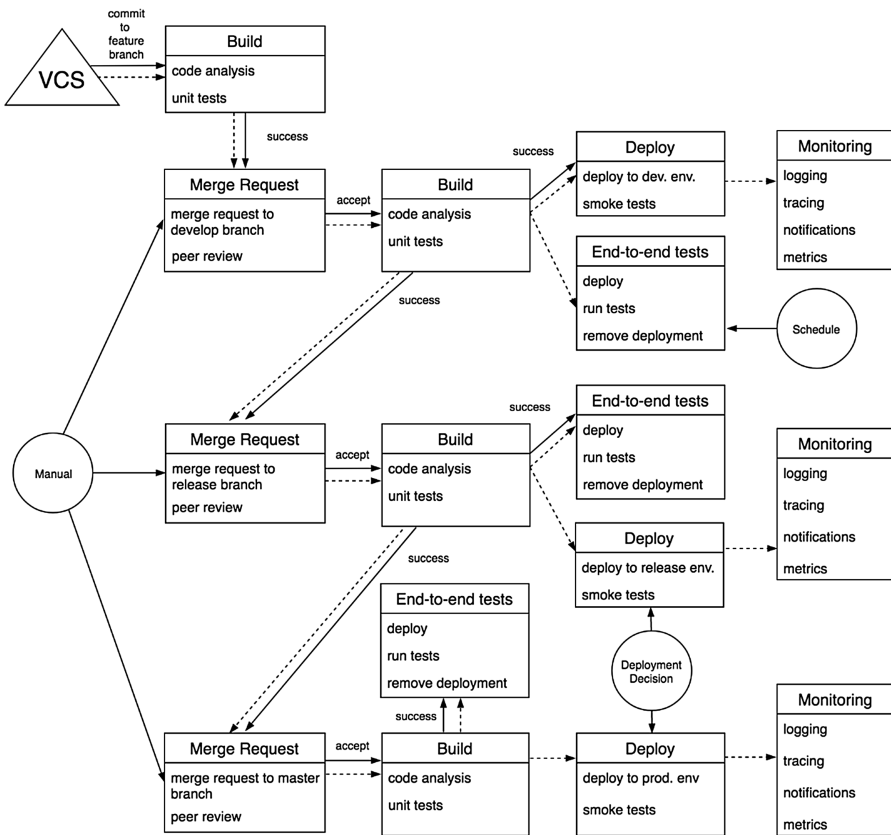 commit
to
feature
branch
VCS
Build
code analysis
unit tests
success
Merge Request
merge request to
develop branch
peer review
accept
Build
code analysis
unit tests
success
Deploy
deploy to dev. env.
smoke tests
Monitoring
logging
tracing
notifications
metrics
End-to-end tests
deploy
run tests
remove deployment
Schedule
success
Manual
Merge Request
merge request to
release branch
peer review
accept
Build
code analysis
unit tests
success
End-to-end tests
deploy
run tests
remove deployment
Monitoring
logging
tracing
notifications
metrics
Deploy
deploy to release env.
smoke tests
success
End-to-end tests
deploy
run tests
remove deployment
Deployment
Decision
success
Merge Request
merge request to master
branch
peer review
accept
Build
code analysis
unit tests
Deploy
deploy to prod. env
smoke tests
Monitoring
logging
tracing
notifications
metrics